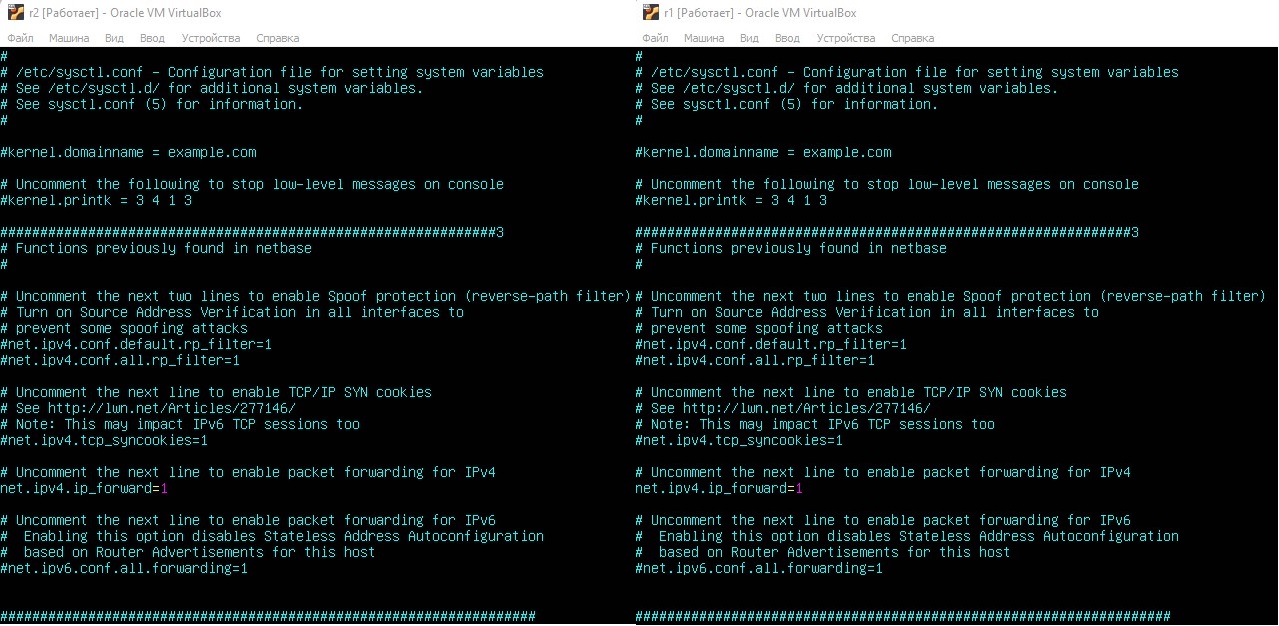 r2 [Работает] - Oracle VM VirtualBox
Файл Машина Вид Ввод Устройства Справка
#
# /etc/sysctl.conf - Configuration file for setting system variables
# See /etc/sysctl.d/ for additional system variables.
# See sysctl.conf (5) for information.
#
#kernel.domainname = example.com
# Uncomment the following to stop low-level messages on console
#kernel.printk = 3 4 1 3
##############################################################3
# Functions previously found in netbase
#
# Uncomment the next two lines to enable Spoof protection (reverse-path filter)
# Turn on Source Address Verification in all interfaces to
# prevent some spoofing attacks
#net.ipv4.conf.default.rp_filter=1
#net.ipv4.conf.all.rp_filter=1
# Uncomment the next line to enable TCP/IP SYN cookies
# See http://lwn.net/Articles/277146/
# Note: This may impact IPv6 TCP sessions too
#net.ipv4.tcp_syncookies=1
# Uncomment the next line to enable packet forwarding for IPv4
net.ipv4.ip_forward=1
# Uncomment the next line to enable packet forwarding for IPv6
#  Enabling this option disables Stateless Address Autoconfiguration
#  based on Router Advertisements for this host
#net.ipv6.conf.all.forwarding=1
###################################################################
r1 [Работает] - Oracle VM VirtualBox
Файл Машина Вид Ввод Устройства Справка
#
# /etc/sysctl.conf - Configuration file for setting system variables
# See /etc/sysctl.d/ for additional system variables.
# See sysctl.conf (5) for information.
#
#kernel.domainname = example.com
# Uncomment the following to stop low-level messages on console
#kernel.printk = 3 4 1 3
##############################################################3
# Functions previously found in netbase
#
# Uncomment the next two lines to enable Spoof protection (reverse-path filter)
# Turn on Source Address Verification in all interfaces to
# prevent some spoofing attacks
#net.ipv4.conf.default.rp_filter=1
#net.ipv4.conf.all.rp_filter=1
# Uncomment the next line to enable TCP/IP SYN cookies
# See http://lwn.net/Articles/277146/
# Note: This may impact IPv6 TCP sessions too
#net.ipv4.tcp_syncookies=1
# Uncomment the next line to enable packet forwarding for IPv4
net.ipv4.ip_forward=1
# Uncomment the next line to enable packet forwarding for IPv6
#  Enabling this option disables Stateless Address Autoconfiguration
#  based on Router Advertisements for this host
#net.ipv6.conf.all.forwarding=1
###################################################################